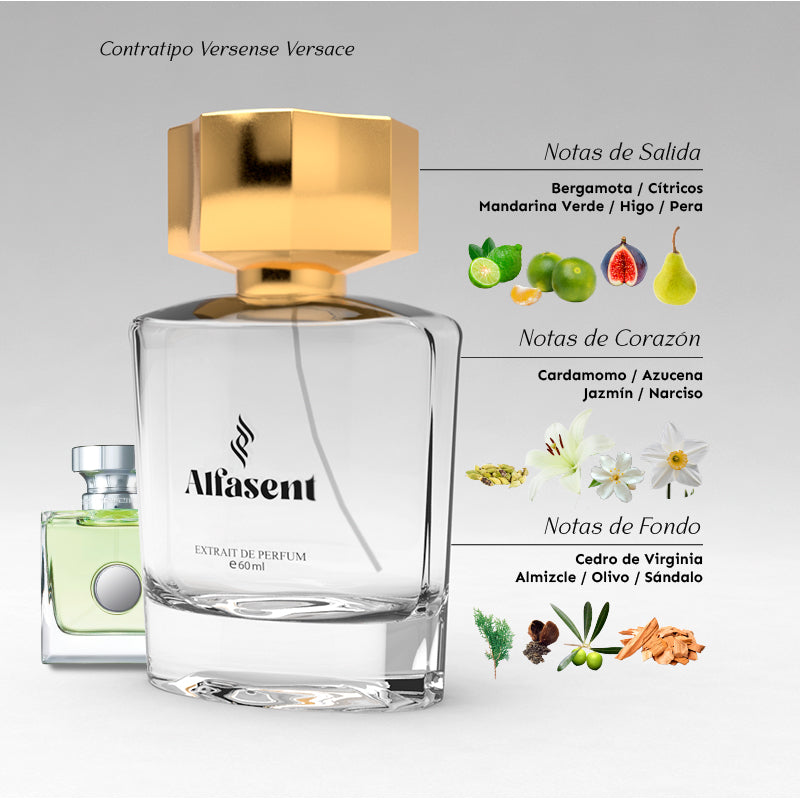 Contratipo Versense Versace
Notas de Salida
Bergamota / Cítricos
Mandarina Verde / Higo / Pera
Notas de Corazón
Cardamomo / Azucena
Jazmín / Narciso
Alfasent
EXTRAIT DE PERFUM
e60ml
Notas de Fondo
Cedro de Virginia
Almizcle / Olivo / Sándalo